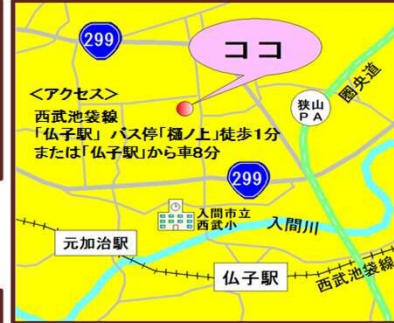 299
ココ
<アクセス>
西武池袋線
「仏子駅」 バス停「樋ノ上」徒歩1分
または「仏子駅」から車8分
狭山
PA
圏央道
299
入間市立
西武小
入間川
元加治駅
仏子駅
西武池袋線